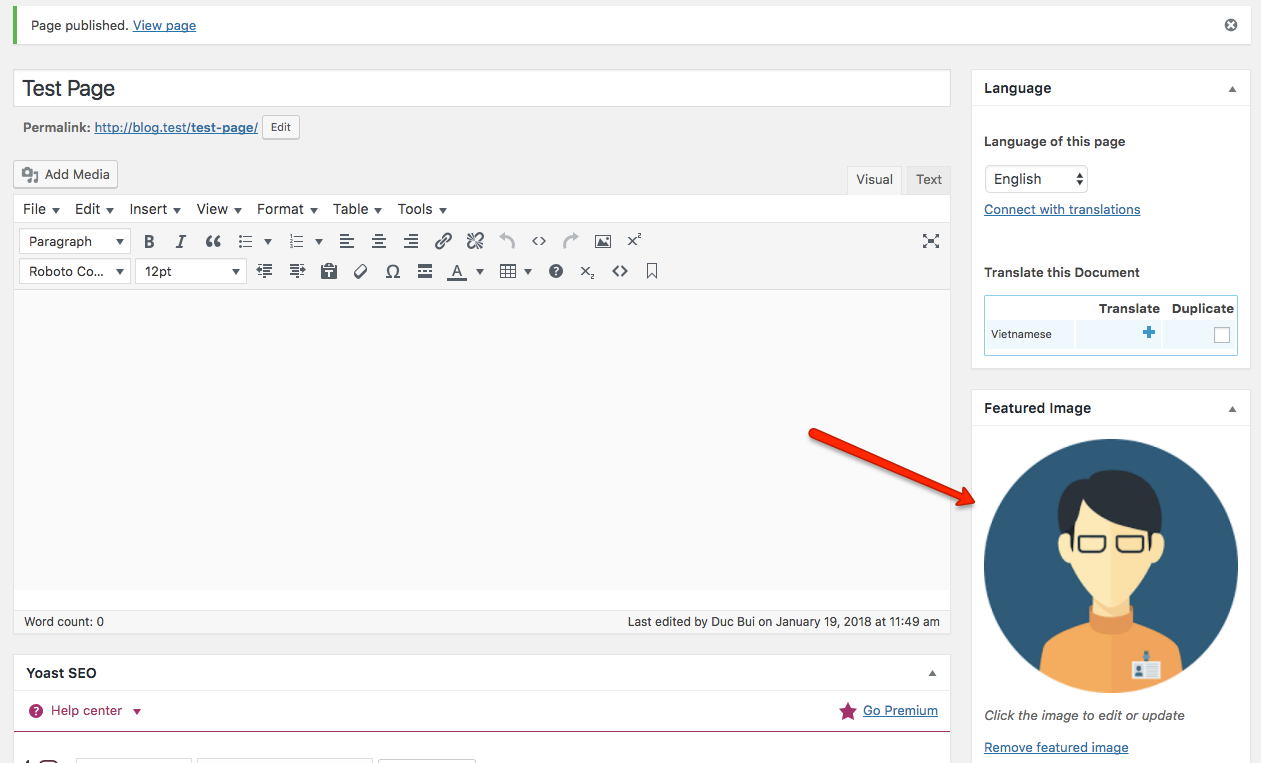 Page published. View page
Test Page
Permalink: http://blog.test/test-page/ Edit
Add Media
Visual Text
File Edit Insert View Format Table Tools
Paragraph
Roboto Co... 12pt
Word count: 0 Last edited by Duc Bui on January 19, 2018 at 11:49 am
Yoast SEO
Help center Go Premium
Language
Language of this page
English
Connect with translations
Translate this Document
Translate Duplicate
Vietnamese
Featured Image
Click the image to edit or update
Remove featured image